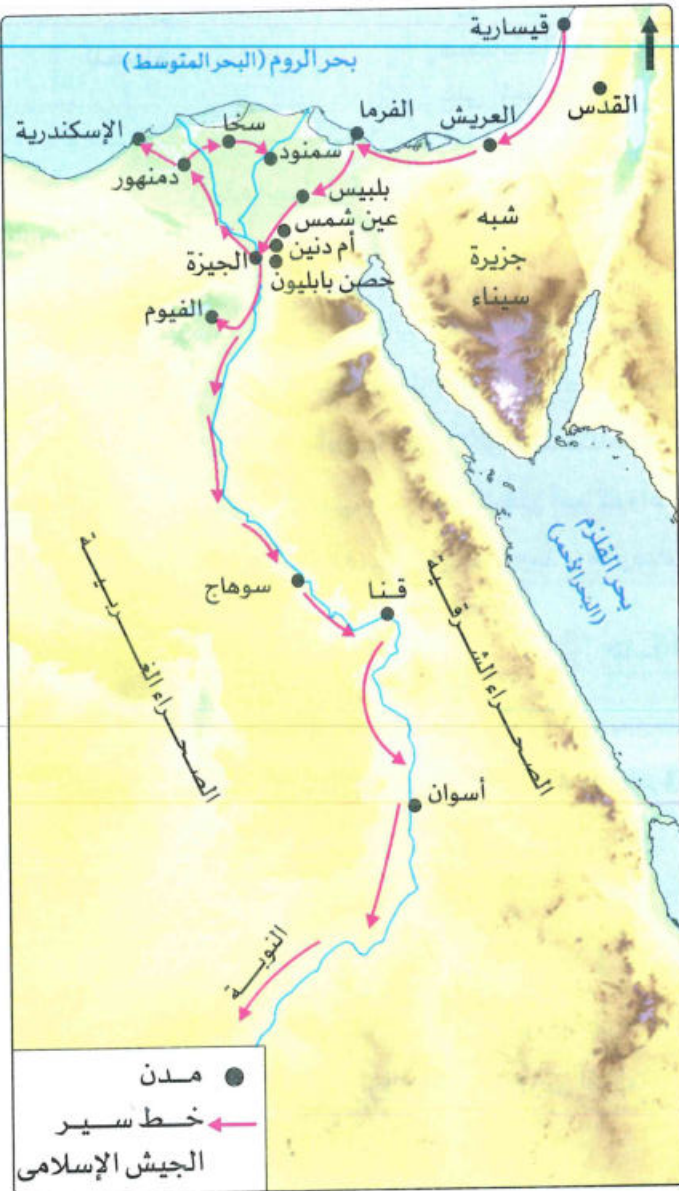 قيسارية
بحر الروم (البحر المتوسط)
القدس
العريش
الفرما
الإسكندرية
سخا
سمنود
دمنهور
بلبيس
عين شمس
أم دنين
حصن بابليون
الجيزة
الفيوم
شبه
جزيرة
سيناء
بحر القلزم
(البحر الأحمر)
سوهاج
قنا
الصحراء الشرقية
الصحراء الغربية
أسوان
النوبة
مدن
خط سير
الجيش الإسلامى